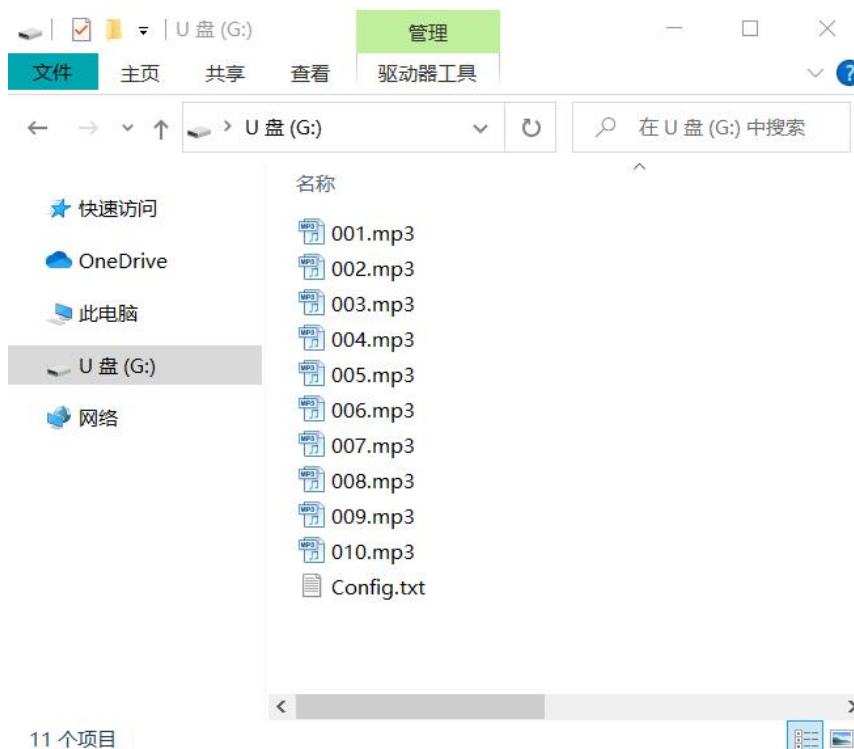 U 盘 (G:)
管理
文件
主页
共享
查看
驱动器工具
U 盘 (G:)
在 U 盘 (G:) 中搜索
名称
快速访问
OneDrive
此电脑
U 盘 (G:)
网络
001.mp3
002.mp3
003.mp3
004.mp3
005.mp3
006.mp3
007.mp3
008.mp3
009.mp3
010.mp3
Config.txt
11 个项目